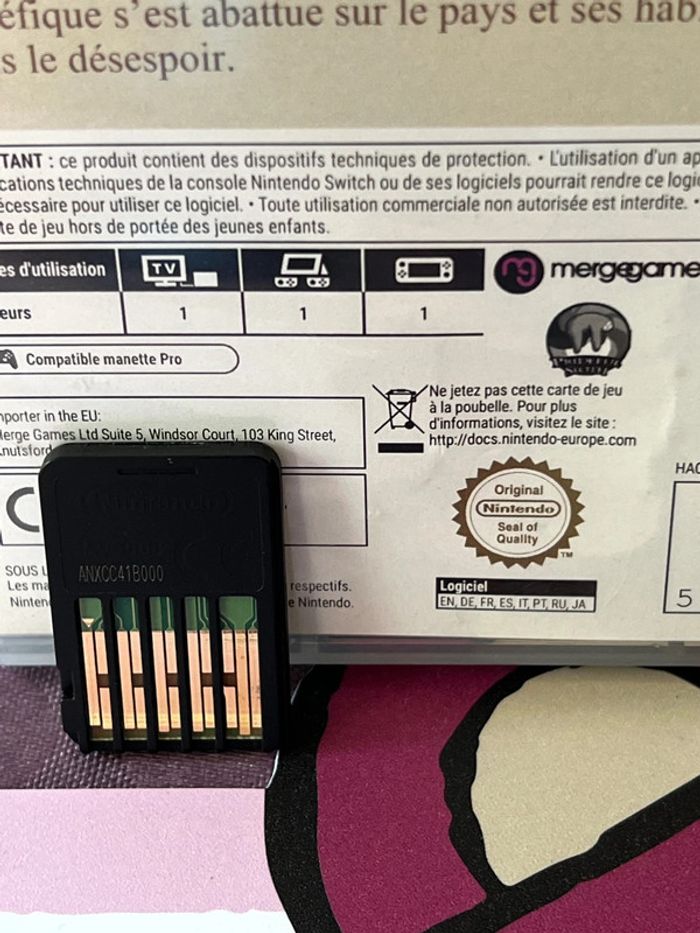 éfique s'est abattue sur le pays et ses hab
s le désespoir.
TANT : ce produit contient des dispositifs techniques de protection. • L'utilisation d'un ap
cations techniques de la console Nintendo Switch ou de ses logiciels pourrait rendre ce logi
écessaire pour utiliser ce logiciel. • Toute utilisation commerciale non autorisée est interdite. •
te de jeu hors de portée des jeunes enfants.
es d'utilisation
TV
mergegame
eurs
1
1
1
Compatible manette Pro
mporter in the EU:
Merge Games Ltd Suite 5, Windsor Court, 103 King Street,
Knutsford
Ne jetez pas cette carte de jeu
à la poubelle. Pour plus
d'informations, visitez le site :
http://docs.nintendo-europe.com
HAC
Original
Nintendo
Seal of
Quality
TM
ANXCC41B000
SOUS L
Les ma
respectifs.
Ninten
e Nintendo.
Logiciel
EN, DE, FR, ES, IT, PT, RU, JA
5